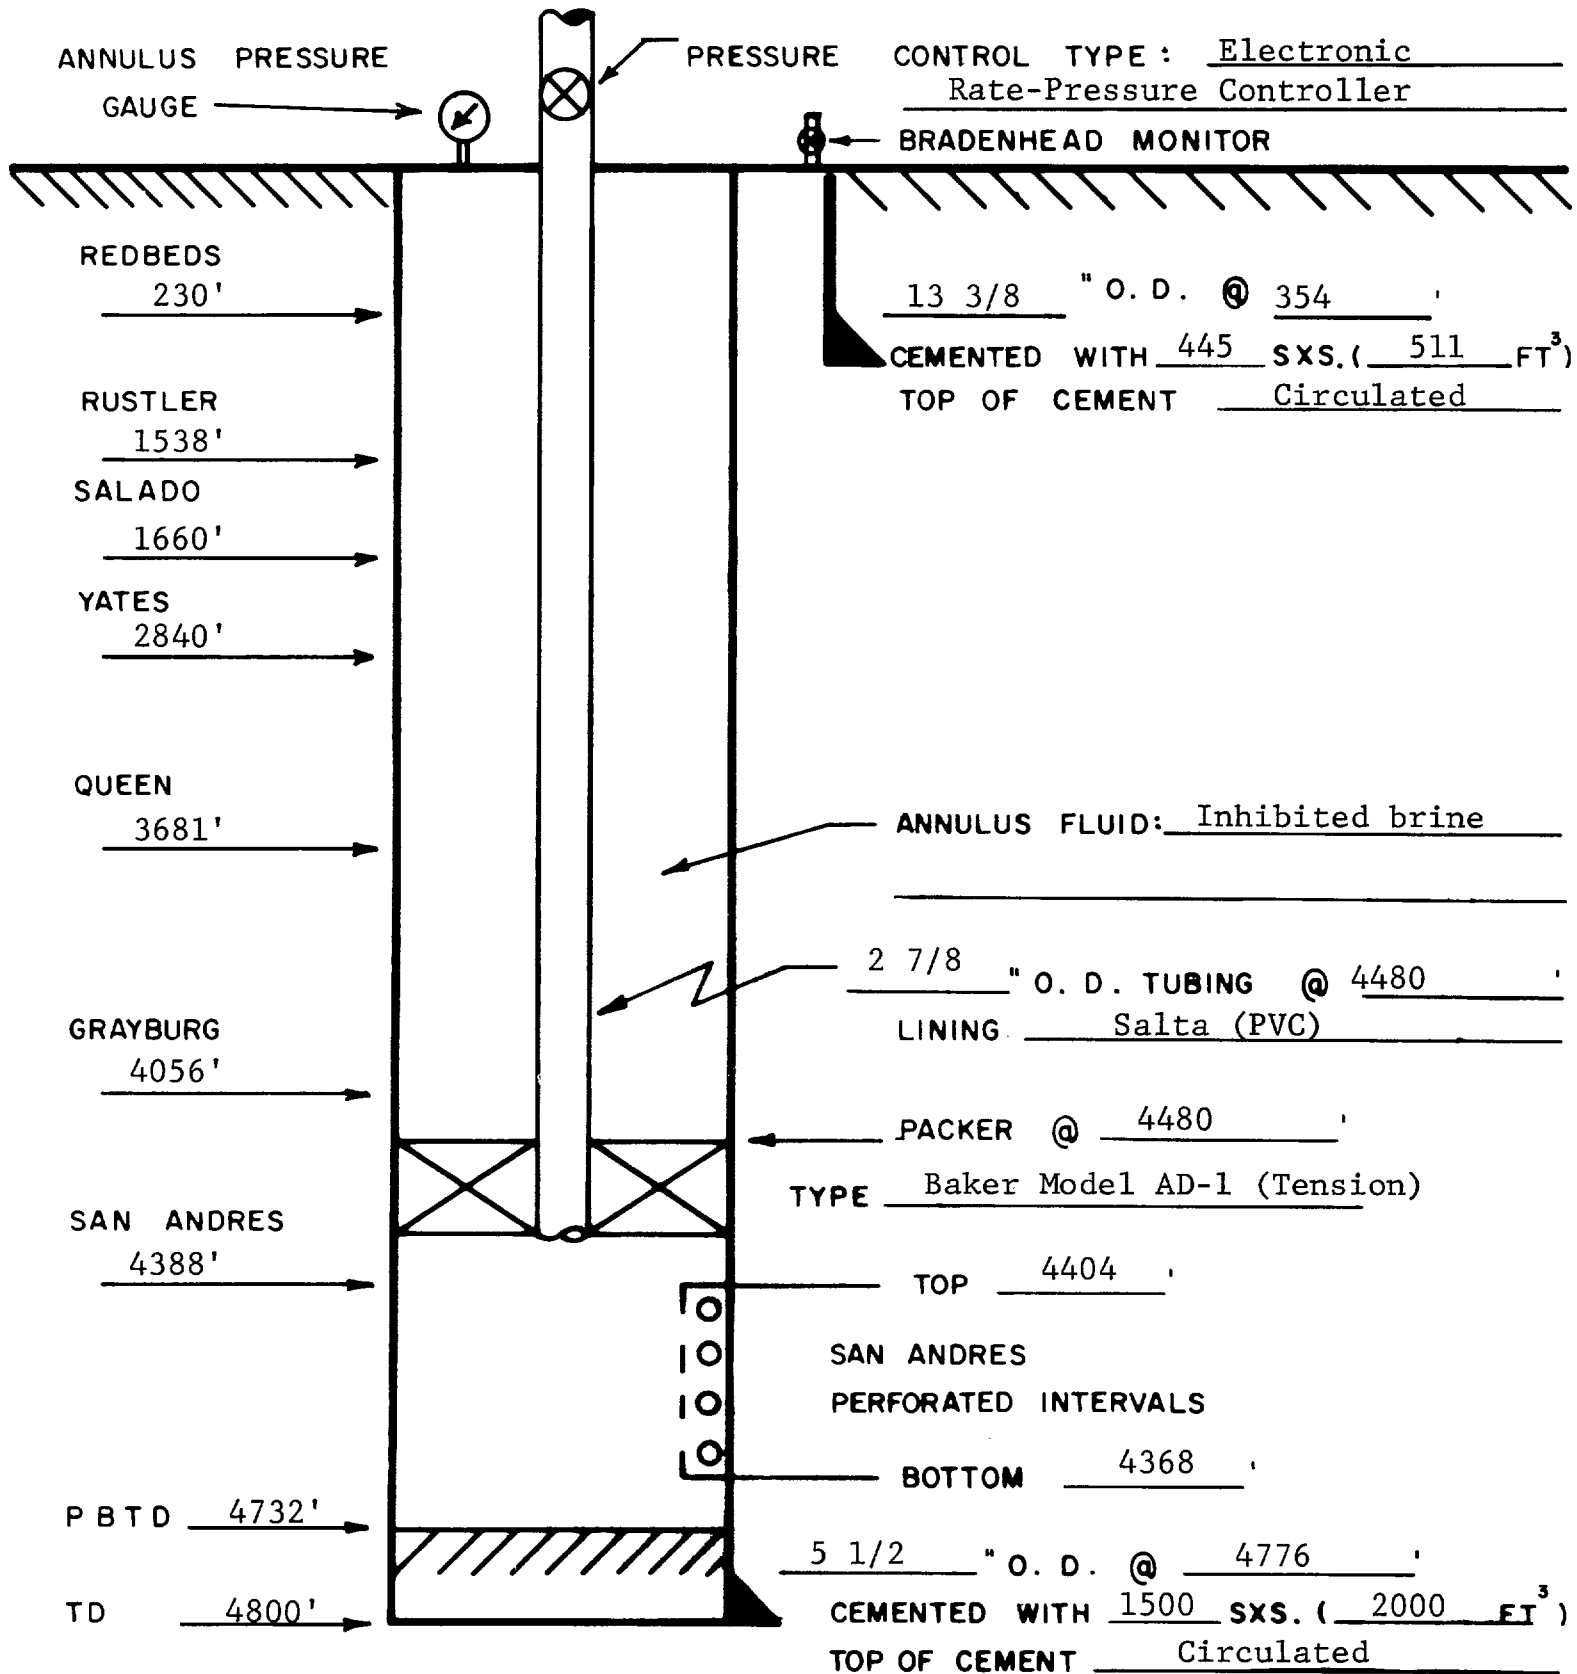 ANNULUS PRESSURE
GAUGE
PRESSURE CONTROL TYPE: Electronic
Rate-Pressure Controller
BRADENHEAD MONITOR
REDBEDS
230'
13 3/8 " O. D. @ 354 '
CEMENTED WITH 445 SXS. ( 511 FT³)
TOP OF CEMENT Circulated
RUSTLER
1538'
SALADO
1660'
YATES
2840'
QUEEN
3681'
ANNULUS FLUID: Inhibited brine
2 7/8 " O. D. TUBING @ 4480 '
LINING Salta (PVC)
GRAYBURG
4056'
PACKER @ 4480 '
TYPE Baker Model AD-1 (Tension)
SAN ANDRES
4388'
TOP 4404 '
SAN ANDRES
PERFORATED INTERVALS
BOTTOM 4368 '
PBTD 4732'
5 1/2 " O. D. @ 4776 '
TD 4800'
CEMENTED WITH 1500 SXS. ( 2000 FT³)
TOP OF CEMENT Circulated